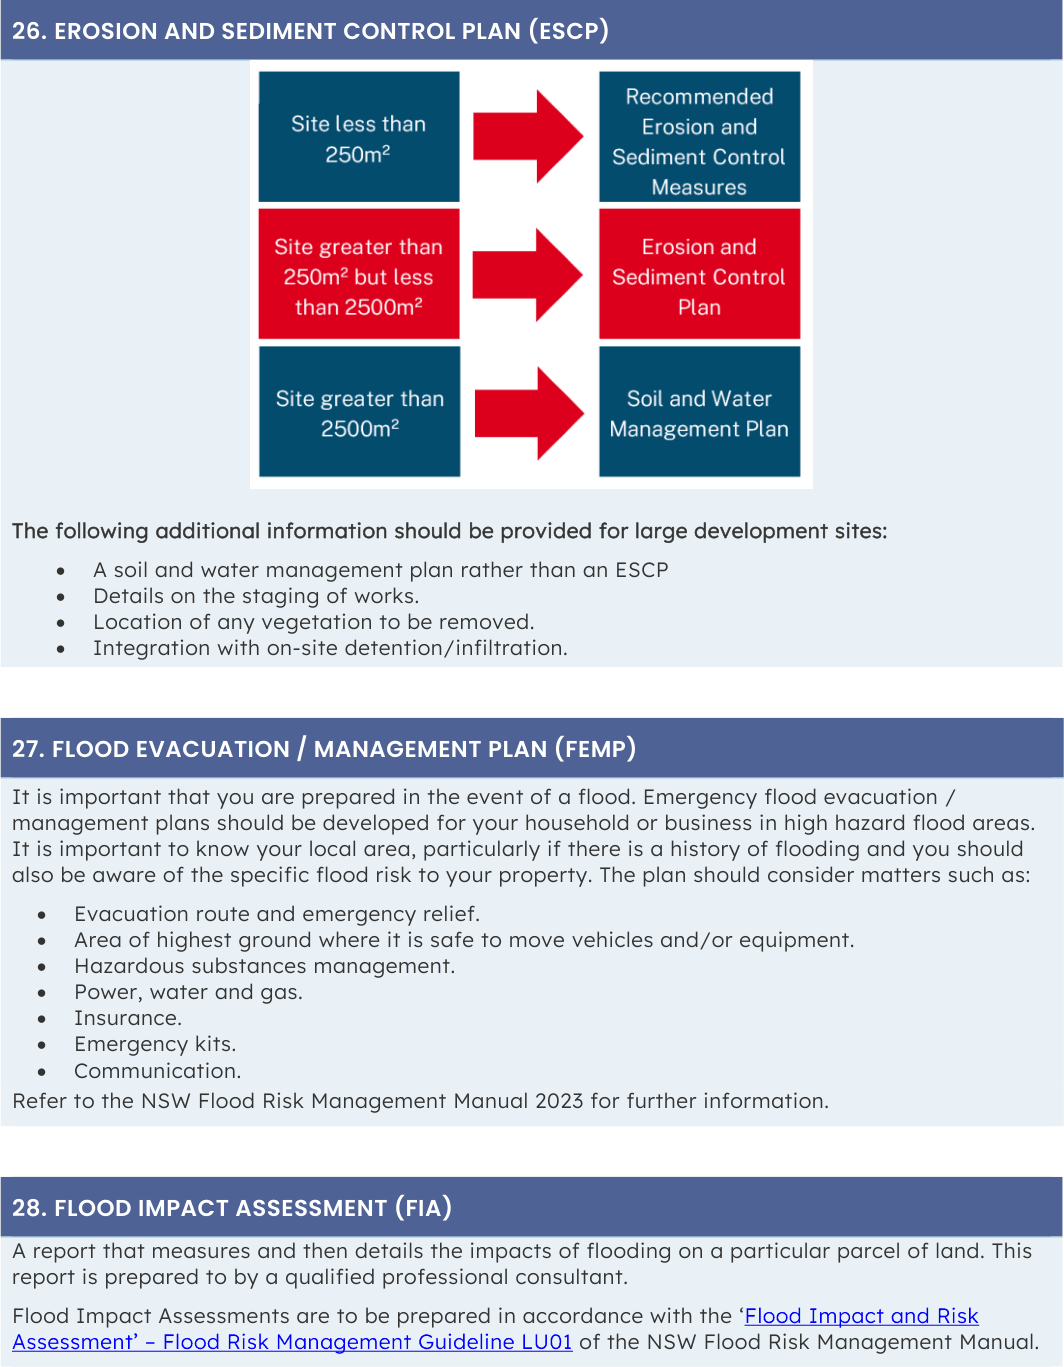 26. EROSION AND SEDIMENT CONTROL PLAN (ESCP)
Site less than
250m²
Recommended
Erosion and
Sediment Control
Measures
Site greater than
250m² but less
than 2500m²
Erosion and
Sediment Control
Plan
Site greater than
2500m²
Soil and Water
Management Plan
The following additional information should be provided for large development sites:
• A soil and water management plan rather than an ESCP
• Details on the staging of works.
• Location of any vegetation to be removed.
• Integration with on-site detention/infiltration.
27. FLOOD EVACUATION / MANAGEMENT PLAN (FEMP)
It is important that you are prepared in the event of a flood. Emergency flood evacuation /
management plans should be developed for your household or business in high hazard flood areas.
It is important to know your local area, particularly if there is a history of flooding and you should
also be aware of the specific flood risk to your property. The plan should consider matters such as:
• Evacuation route and emergency relief.
• Area of highest ground where it is safe to move vehicles and/or equipment.
• Hazardous substances management.
• Power, water and gas.
• Insurance.
• Emergency kits.
• Communication.
Refer to the NSW Flood Risk Management Manual 2023 for further information.
28. FLOOD IMPACT ASSESSMENT (FIA)
A report that measures and then details the impacts of flooding on a particular parcel of land. This
report is prepared to by a qualified professional consultant.
Flood Impact Assessments are to be prepared in accordance with the ‘Flood Impact and Risk
Assessment’ – Flood Risk Management Guideline LU01 of the NSW Flood Risk Management Manual.